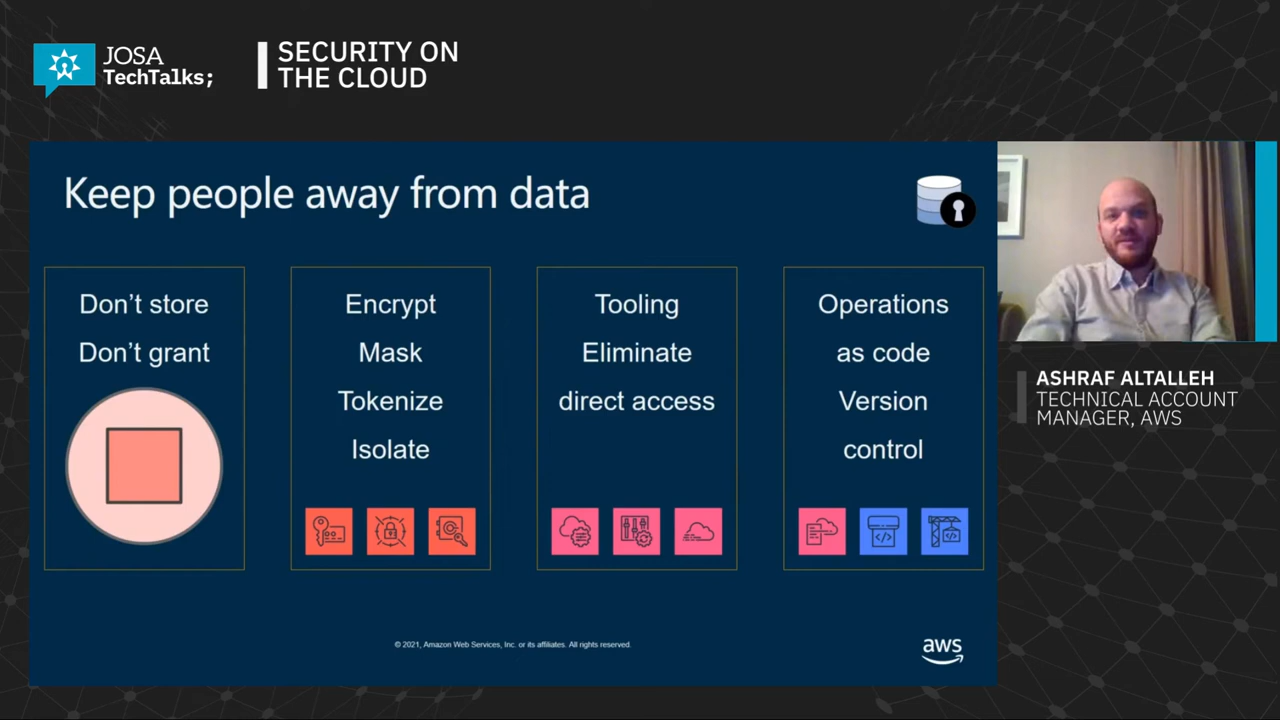 JOSA
TechTalks;
SECURITY ON
THE CLOUD
Keep people away from data
Don't store
Don't grant
Encrypt
Mask
Tokenize
Isolate
Tooling
Eliminate
direct access
Operations
as code
Version
control
© 2021, Amazon Web Services, Inc. or its affiliates. All rights reserved.
aws
ASHRAF ALTALLEH
TECHNICAL ACCOUNT
MANAGER, AWS